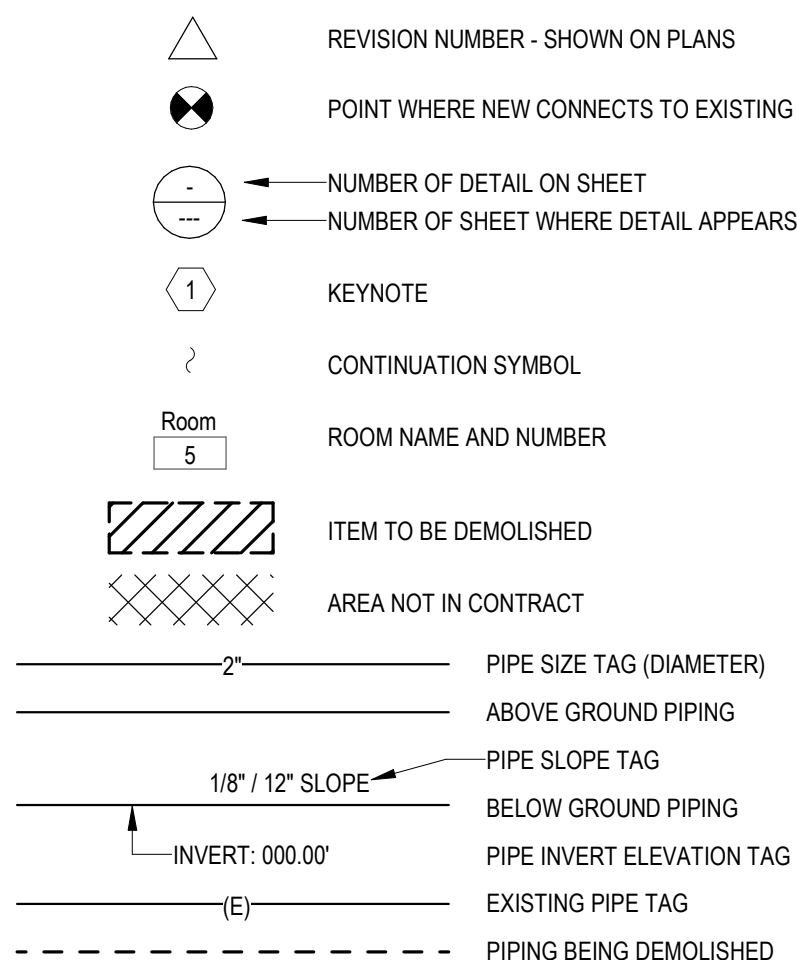 REVISION NUMBER - SHOWN ON PLANS
POINT WHERE NEW CONNECTS TO EXISTING
-
NUMBER OF DETAIL ON SHEET
---
NUMBER OF SHEET WHERE DETAIL APPEARS
1
KEYNOTE
CONTINUATION SYMBOL
Room
5
ROOM NAME AND NUMBER
ITEM TO BE DEMOLISHED
AREA NOT IN CONTRACT
2"
PIPE SIZE TAG (DIAMETER)
ABOVE GROUND PIPING
PIPE SLOPE TAG
1/8" / 12" SLOPE
BELOW GROUND PIPING
INVERT: 000.00'
PIPE INVERT ELEVATION TAG
(E)
EXISTING PIPE TAG
PIPING BEING DEMOLISHED